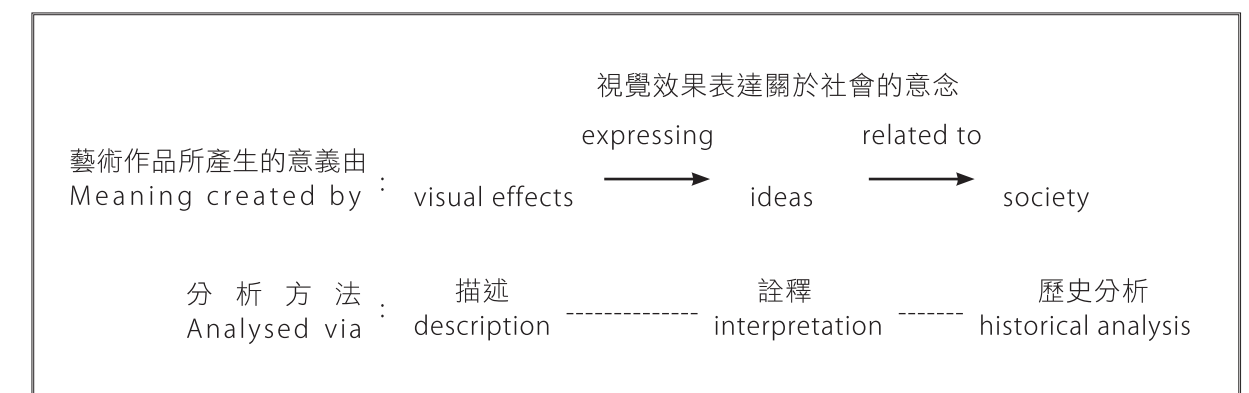 視覺效果表達關於社會的意念
expressing related to
藝術作品所產生的意義由 :
Meaning created by visual effects ideas society
分析方法 : 描述 詮釋 歷史分析
Analysed via description -------------- interpretation ------- historical analysis